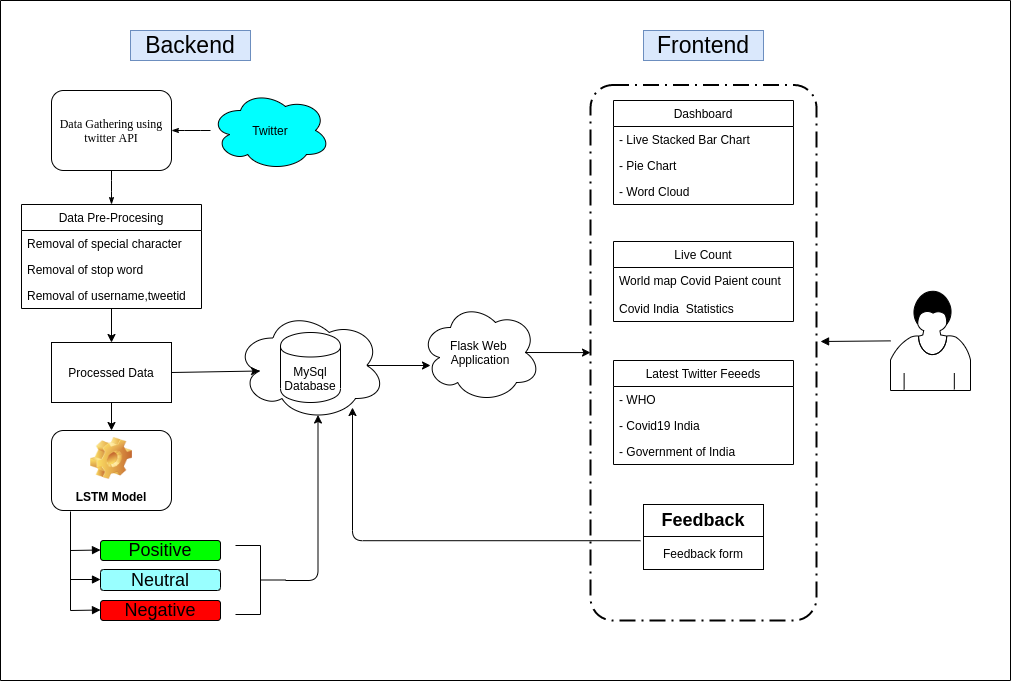 Backend
Frontend
Data Gathering using
twitter API
Twitter
Data Pre-Procesing
Removal of special character
Removal of stop word
Removal of username,tweetid
Processed Data
LSTM Model
Positive
Neutral
Negative
MySql
Database
Flask Web
Application
Dashboard
- Live Stacked Bar Chart
- Pie Chart
- Word Cloud
Live Count
World map Covid Paient count
Covid India  Statistics
Latest Twitter Feeeds
- WHO
- Covid19 India
- Government of India
Feedback
Feedback form